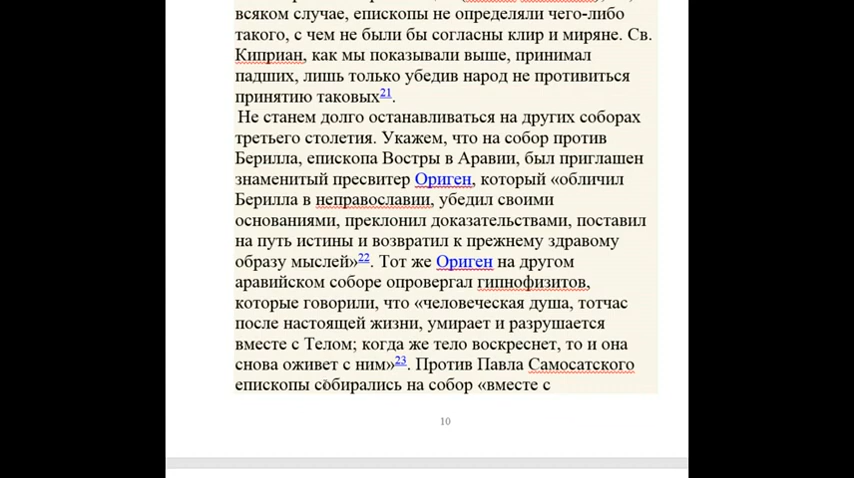 всяком случае, епископы не определяли чего-либо
такого, с чем не были бы согласны клир и миряне. Св.
Киприан, как мы показывали выше, принимал
падших, лишь только убедив народ не противиться
принятию таковых21.
Не станем долго останавливаться на других соборах
третьего столетия. Укажем, что на собор против
Берилла, епископа Востры в Аравии, был приглашен
знаменитый пресвитер Ориген, который «обличил
Берилла в неправославии, убедил своими
основаниями, преклонил доказательствами, поставил
на путь истины и возвратил к прежнему здравому
образу мыслей»22. Тот же Ориген на другом
аравийском соборе опровергал гипнофизитов,
которые говорили, что «человеческая душа, тотчас
после настоящей жизни, умирает и разрушается
вместе с Телом; когда же тело воскреснет, то и она
снова оживет с ним»23. Против Павла Самосатского
епископы собирались на собор «вместе с
10